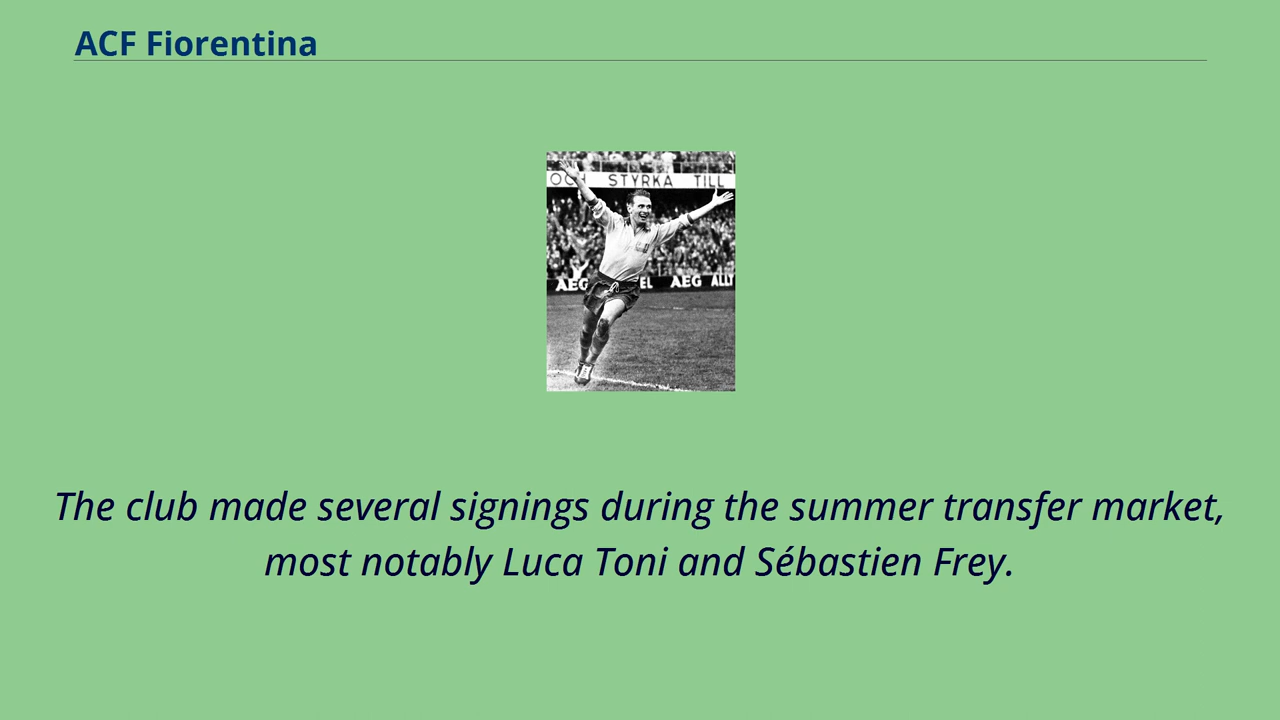 ACF Fiorentina
OCH STYRKA TILL
AEG EL AEG ALLT
The club made several signings during the summer transfer market,
most notably Luca Toni and Sébastien Frey.